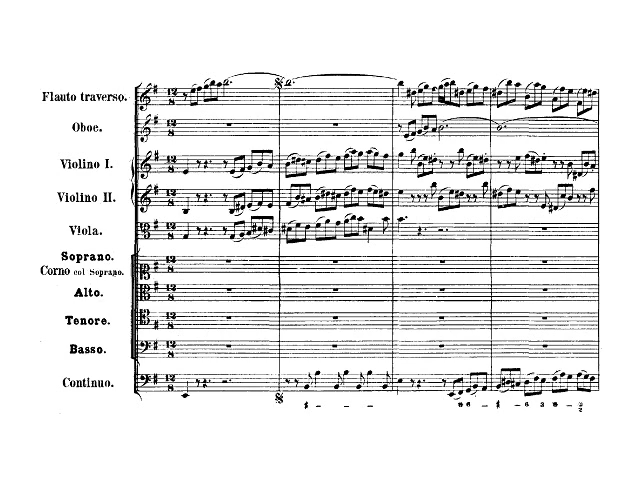 Flauto traverso.
Oboe.
Violino I.
Violino II.
Viola.
Soprano.
Corno col Soprano.
Alto.
Tenore.
Basso.
Continuo.